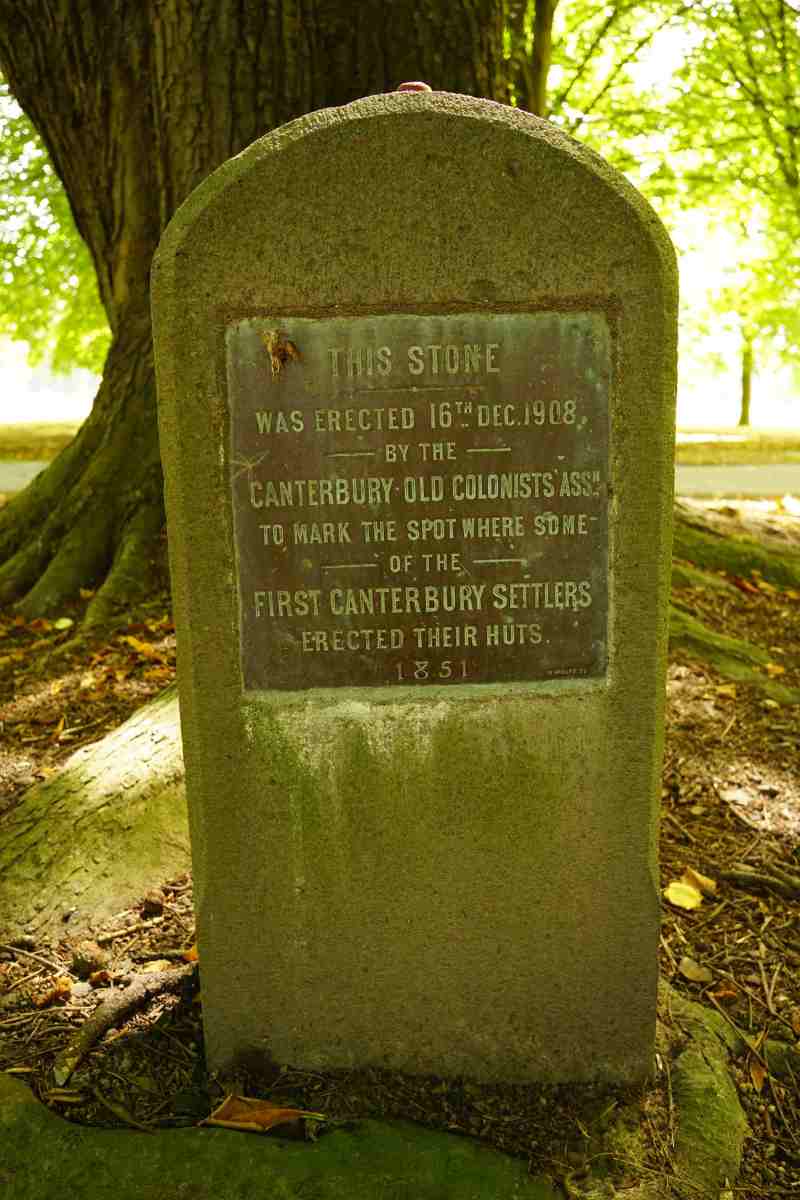 THIS STONE
WAS ERECTED 16TH DEC. 1908,
BY THE
CANTERBURY OLD COLONISTS' ASSN.
TO MARK THE SPOT WHERE SOME
OF THE
FIRST CANTERBURY SETTLERS
ERECTED THEIR HUTS.
1851